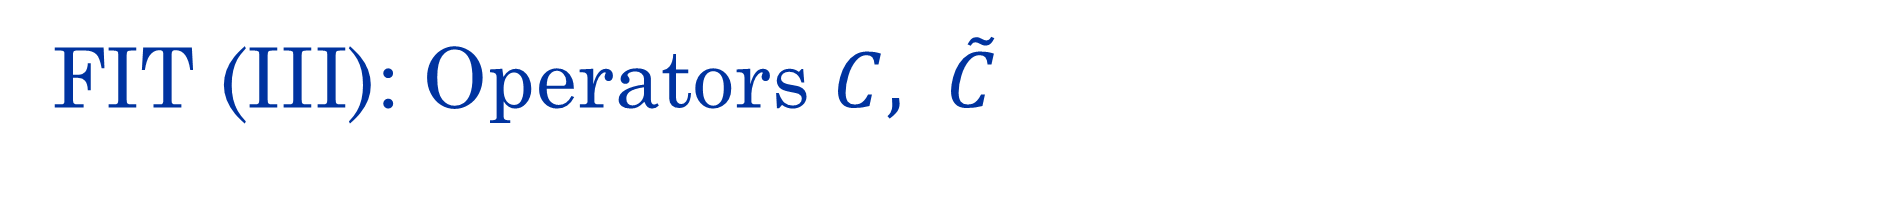 FIT (III): Operators C, C̃